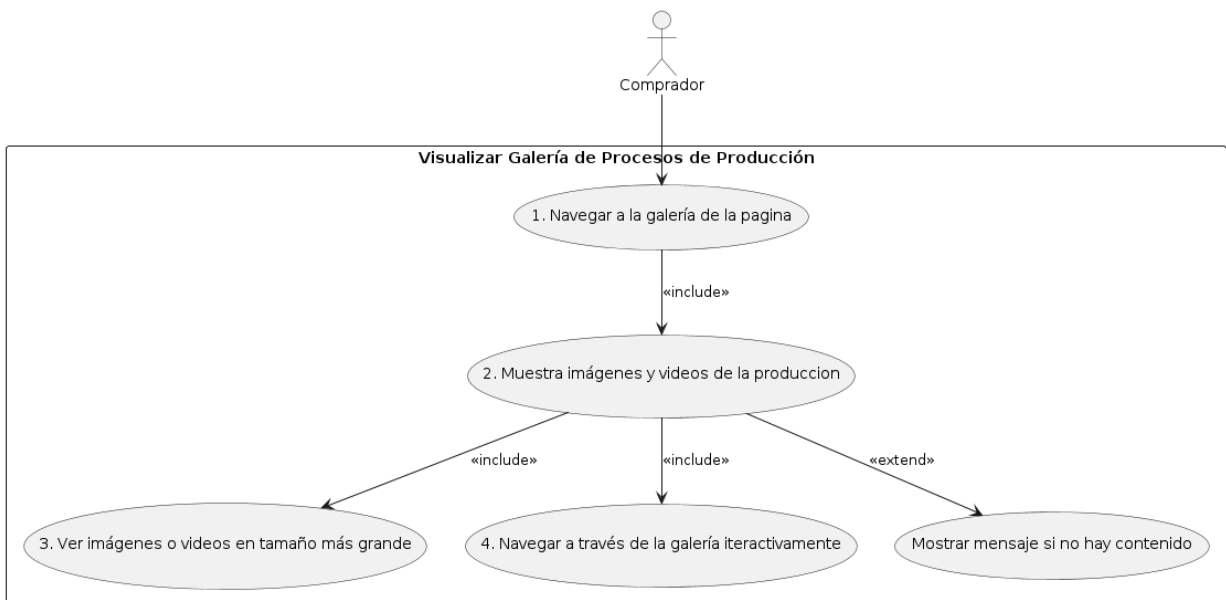 Comprador
Visualizar Galería de Procesos de Producción
1. Navegar a la galería de la pagina
«include»
2. Muestra imágenes y videos de la produccion
«include»
«include»
«extend»
3. Ver imágenes o videos en tamaño más grande
4. Navegar a través de la galería iteractivamente
Mostrar mensaje si no hay contenido